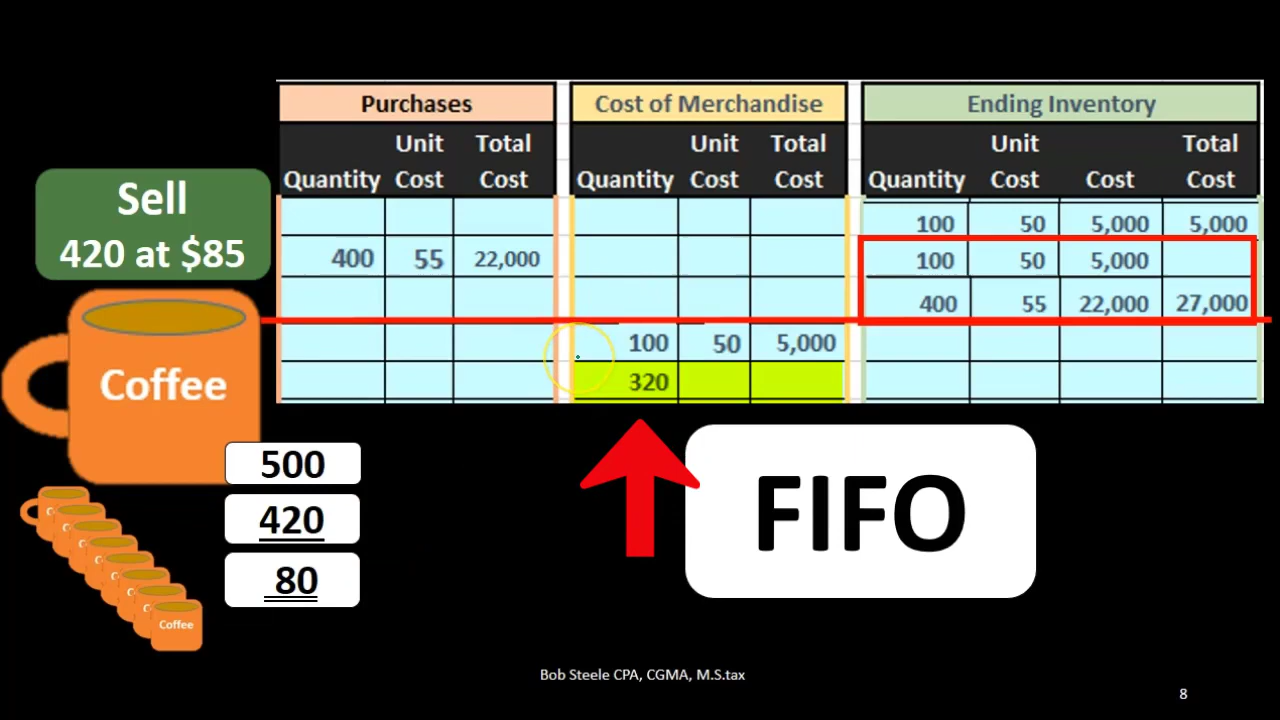 Purchases Cost of Merchandise Ending Inventory
Unit Total Unit Total Unit Total
Quantity Cost Cost Quantity Cost Cost Quantity Cost Cost Cost
100 50 5,000 5,000
400 55 22,000 100 50 5,000
400 55 22,000 27,000
100 50 5,000
320
Sell
420 at $85
Coffee
500
420
80
Coffee
FIFO
Bob Steele CPA, CGMA, M.S.tax
8